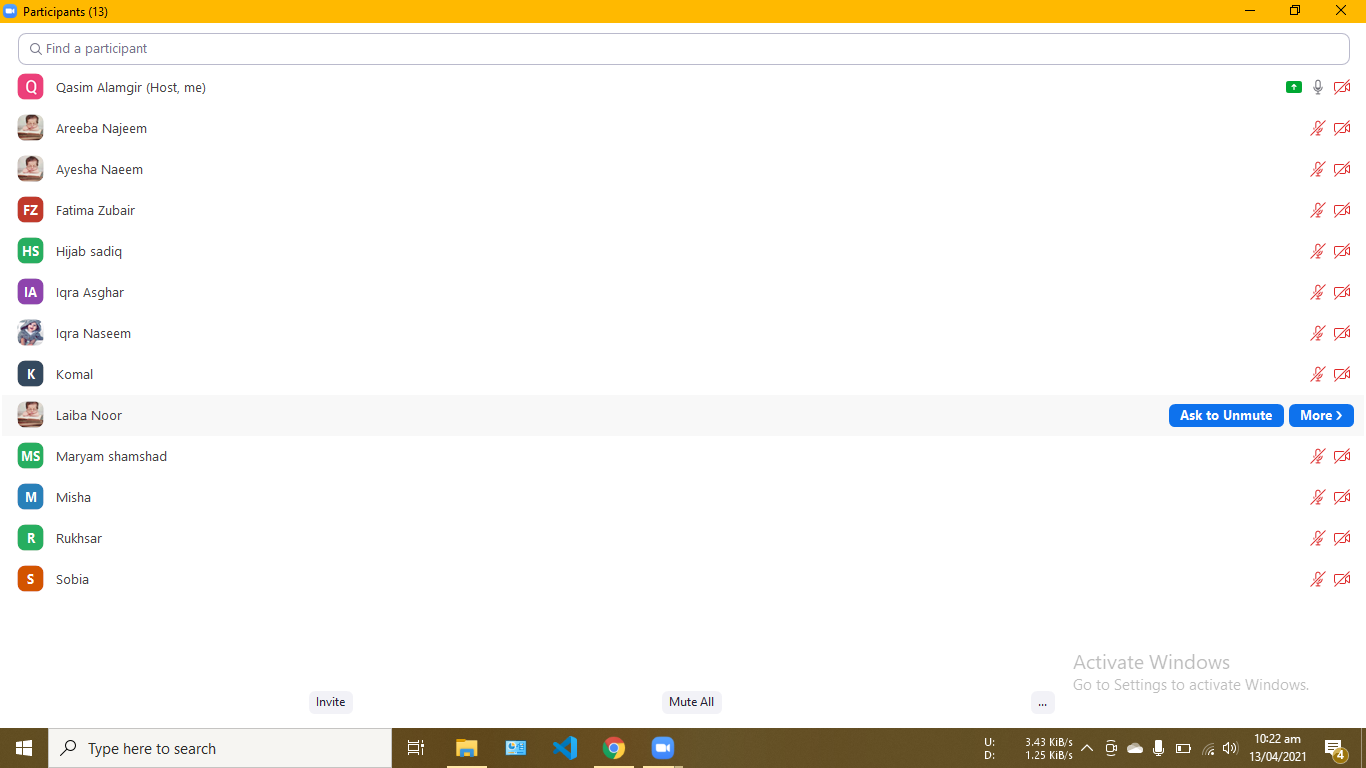 Participants (13)
Find a participant
Q Qasim Alamgir (Host, me)
Areeba Najeem
Ayesha Naeem
FZ Fatima Zubair
HS Hijab sadiq
IA Iqra Asghar
Iqra Naseem
K Komal
Laiba Noor Ask to Unmute More >
MS Maryam shamshad
M Misha
R Rukhsar
S Sobia
Activate Windows
Go to Settings to activate Windows.
Invite Mute All ...
Type here to search
U: 3.43 KiB/s
D: 1.25 KiB/s
10:22 am
13/04/2021
4